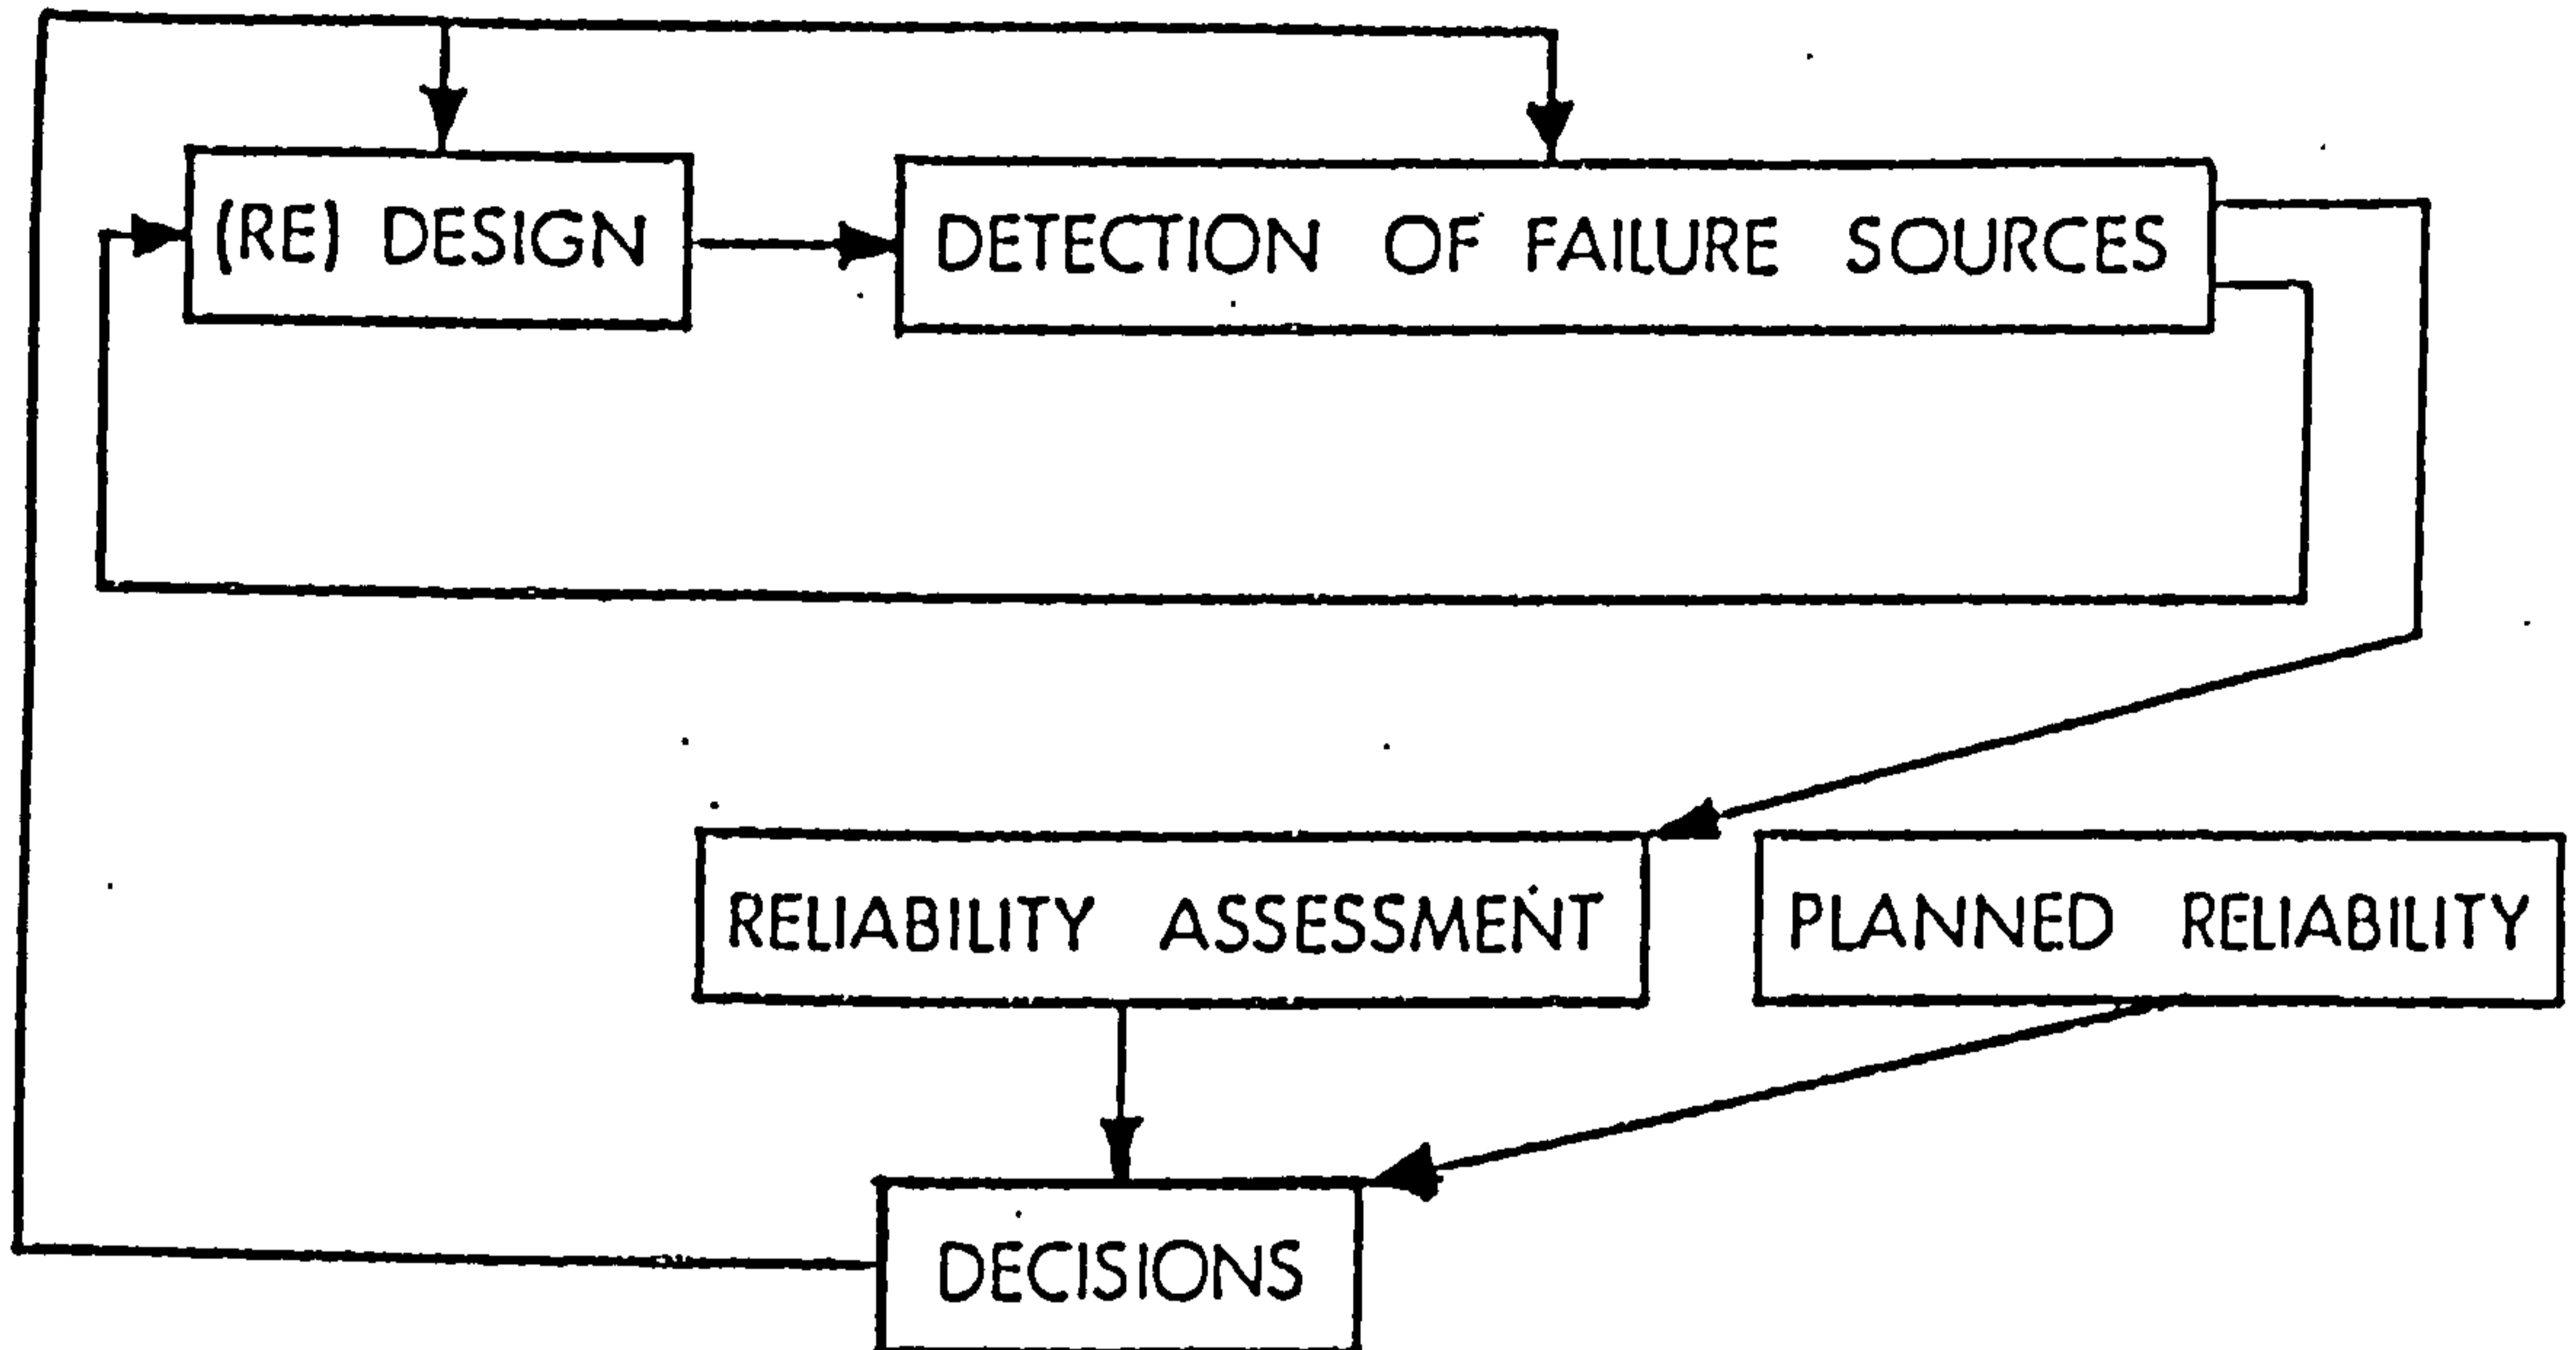 (RE) DESIGN
DETECTION OF FAILURE SOURCES
RELIABILITY ASSESSMENT
PLANNED RELIABILITY
DECISIONS